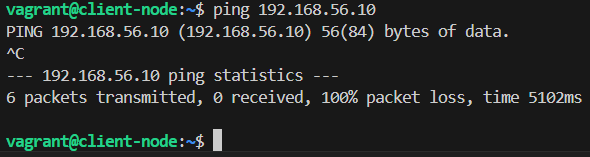 vagrant@client-node:~$ ping 192.168.56.10
PING 192.168.56.10 (192.168.56.10) 56(84) bytes of data.
^C
--- 192.168.56.10 ping statistics ---
6 packets transmitted, 0 received, 100% packet loss, time 5102ms

vagrant@client-node:~$